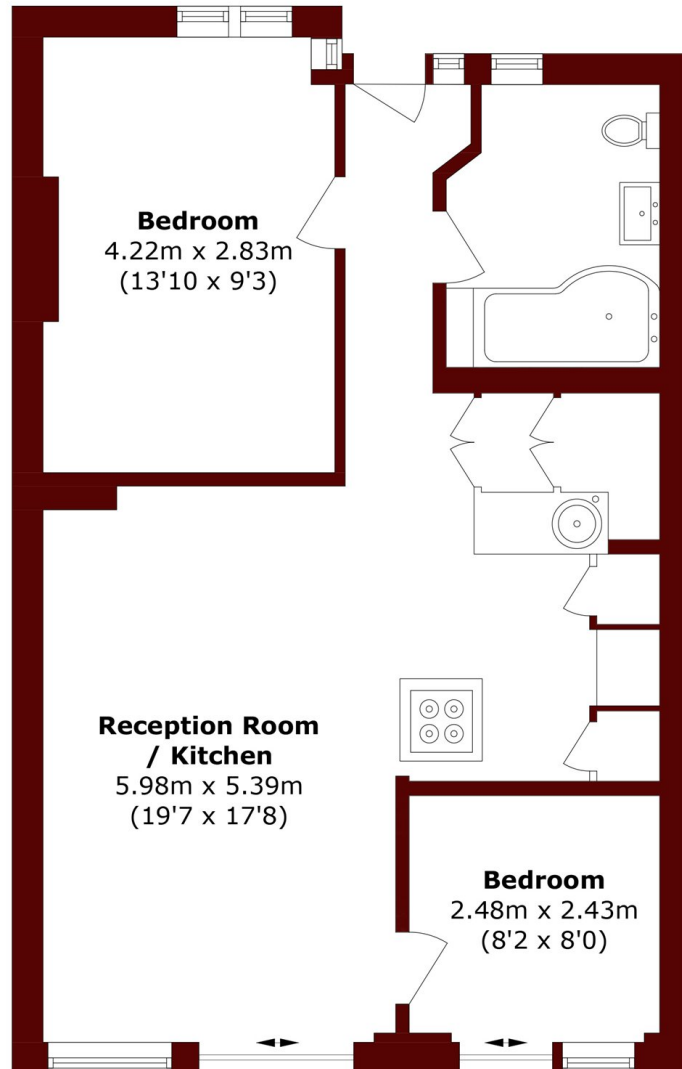 Bedroom
4.22m x 2.83m
(13'10 x 9'3)
Reception Room
/ Kitchen
5.98m x 5.39m
(19'7 x 17'8)
Bedroom
2.48m x 2.43m
(8'2 x 8'0)